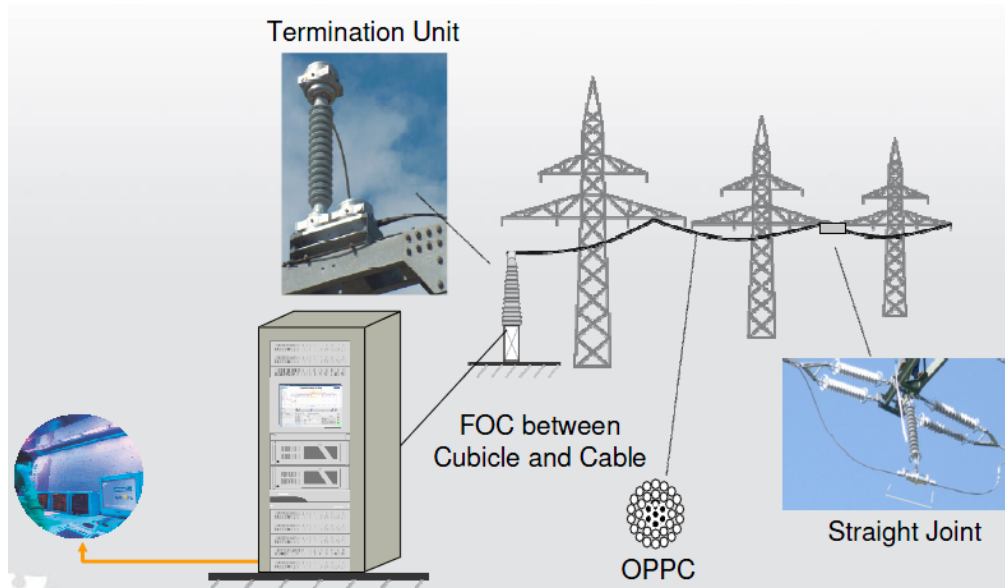 Termination Unit
FOC between
Cubicle and Cable
OPPC
Straight Joint